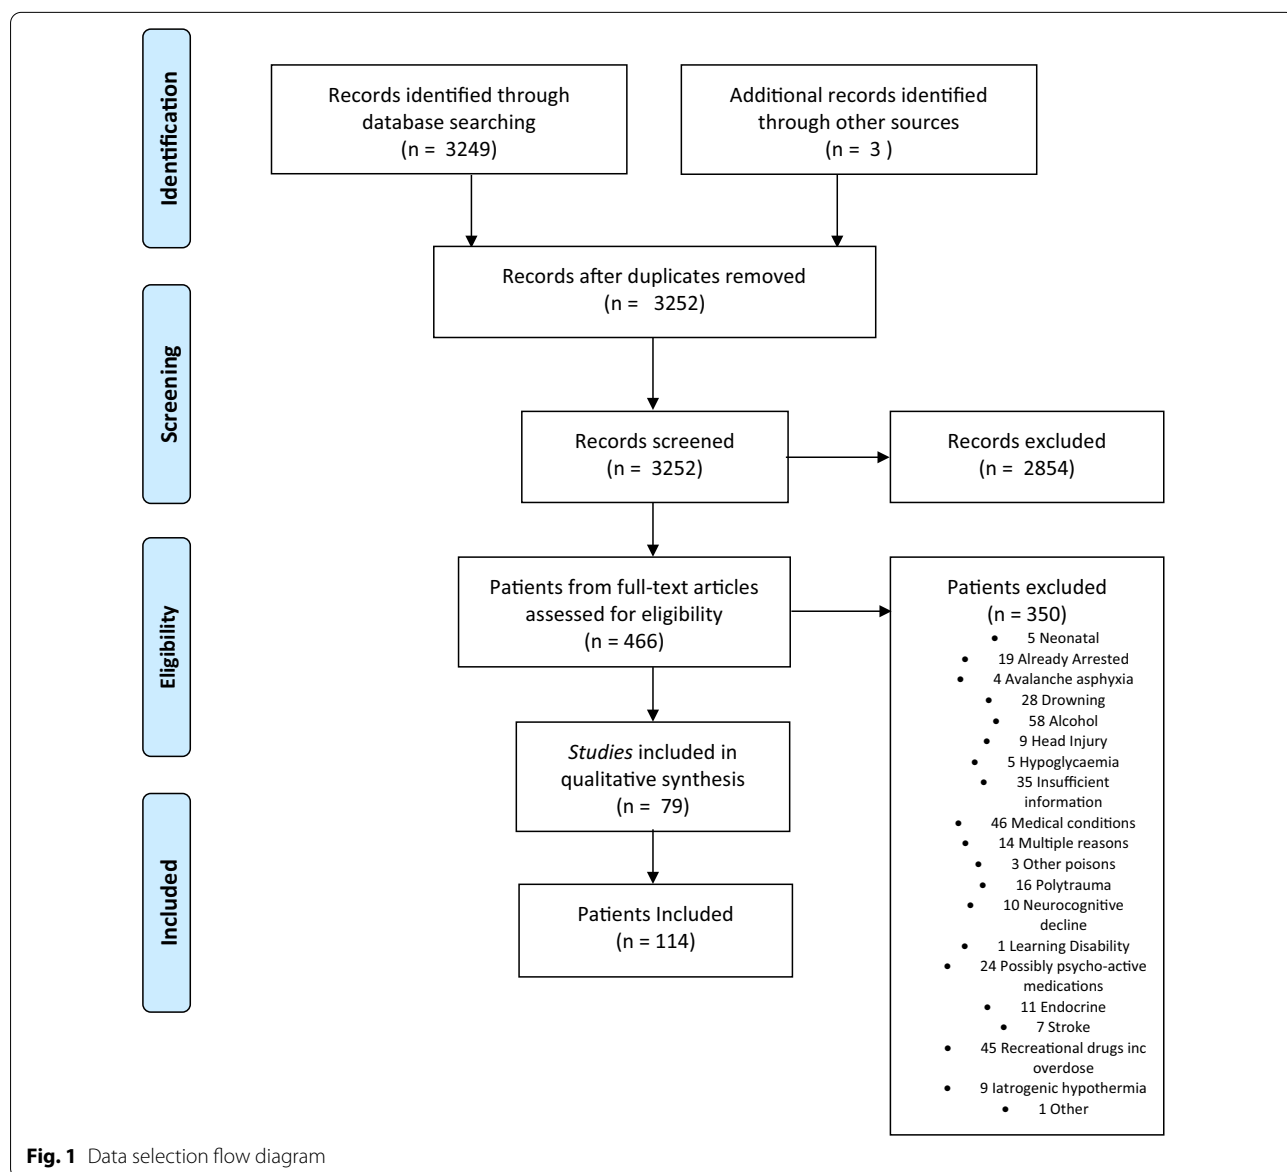 Identification
Records identified through
database searching
(n = 3249)
Additional records identified
through other sources
(n = 3 )
Records after duplicates removed
(n = 3252)
Screening
Records screened
(n = 3252)
Records excluded
(n = 2854)
Eligibility
Patients from full-text articles
assessed for eligibility
(n = 466)
Patients excluded
(n = 350)
• 5 Neonatal
• 19 Already Arrested
• 4 Avalanche asphyxia
• 28 Drowning
• 58 Alcohol
• 9 Head Injury
• 5 Hypoglycaemia
• 35 Insufficient
information
• 46 Medical conditions
• 14 Multiple reasons
• 3 Other poisons
• 16 Polytrauma
• 10 Neurocognitive
decline
• 1 Learning Disability
• 24 Possibly psycho-active
medications
• 11 Endocrine
• 7 Stroke
• 45 Recreational drugs inc
overdose
• 9 Iatrogenic hypothermia
• 1 Other
Studies included in
qualitative synthesis
(n = 79)
Included
Patients Included
(n = 114)
Fig. 1 Data selection flow diagram